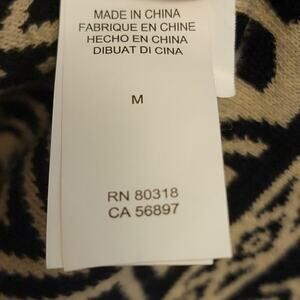 MADE IN CHINA
FABRIQUE EN CHINE
HECHO EN CHINA
DIBUAT DI CINA
M
RN 80318
CA 56897